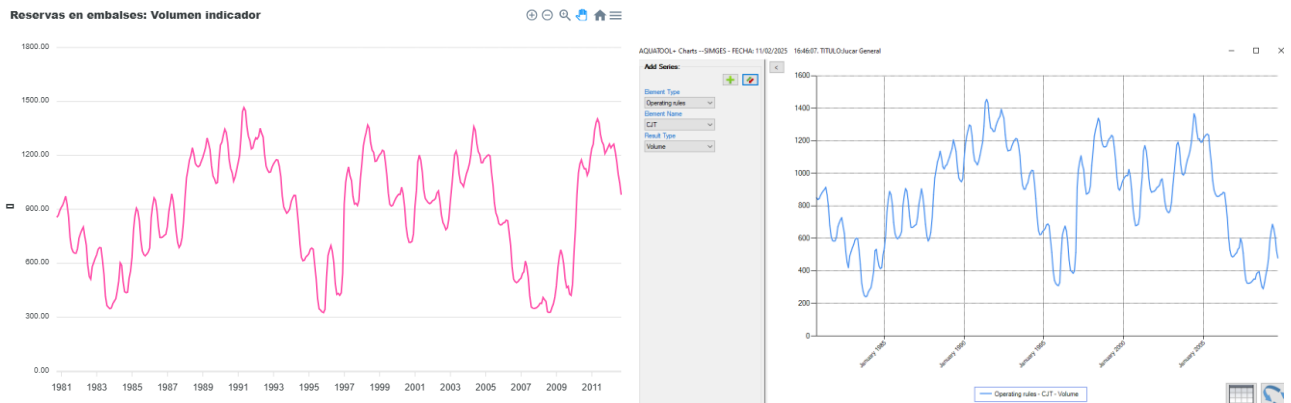 Reservas en embalses: Volumen indicador
1800.00
1500.00
1200.00
900.00
600.00
300.00
0.00
1981 1983 1985 1987 1989 1991 1993 1995 1997 1999 2001 2003 2005 2007 2009 2011
AQUATOOL+ Charts --SIMGES - FECHA: 11/02/2025 16:46:07. TITULO:Jucar General
Add Series:
<
Element Type
Operating rules
Element Name
CJT
Result Type
Volume
1600
1400
1200
1000
800
600
400
200
0
January 1985 January 1990 January 1995 January 2000 January 2005
Operating rules - CJT - Volume